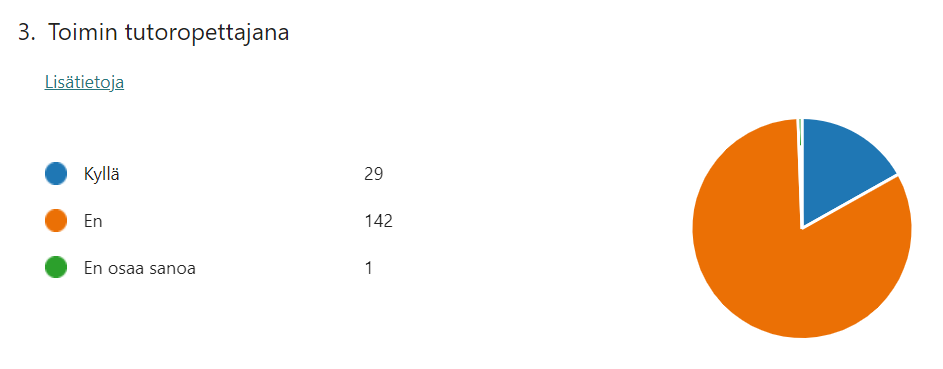 3. Toimin tutoropettajana
Lisätietoja
Kyllä 29
En 142
En osaa sanoa 1